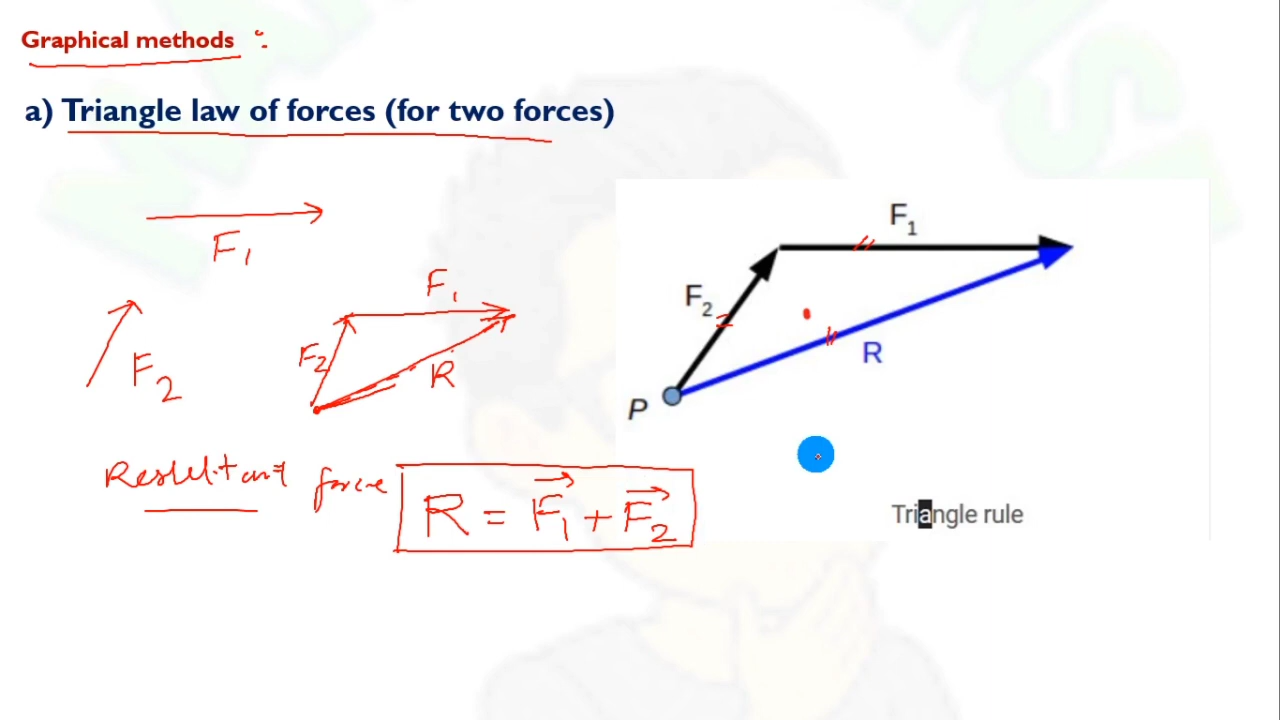 Graphical methods :
a) Triangle law of forces (for two forces)
F₁
F₂
F₁
F₂
R
Resultant force
R = F₁ + F₂
F₁
F₂
R
P
Triangle rule